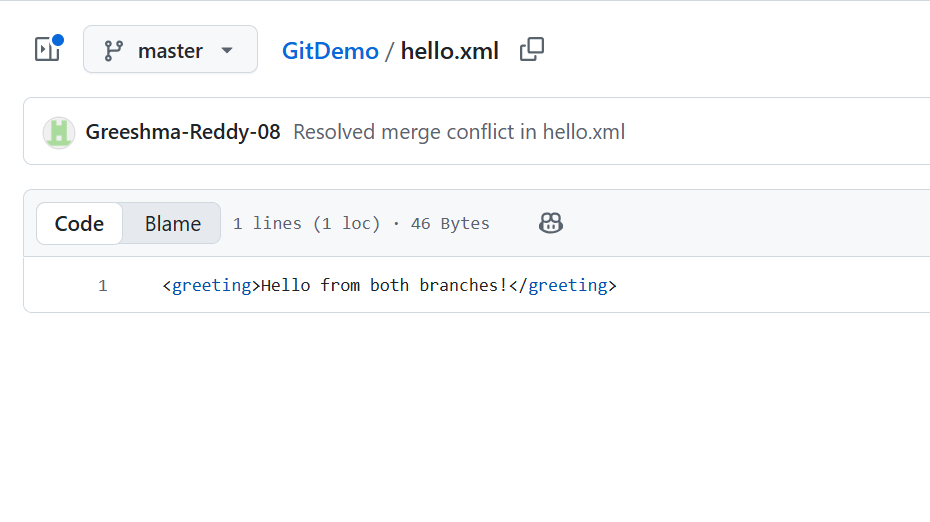 master GitDemo / hello.xml
Greeshma-Reddy-08 Resolved merge conflict in hello.xml
Code Blame 1 lines (1 loc) · 46 Bytes
1 <greeting>Hello from both branches!</greeting>